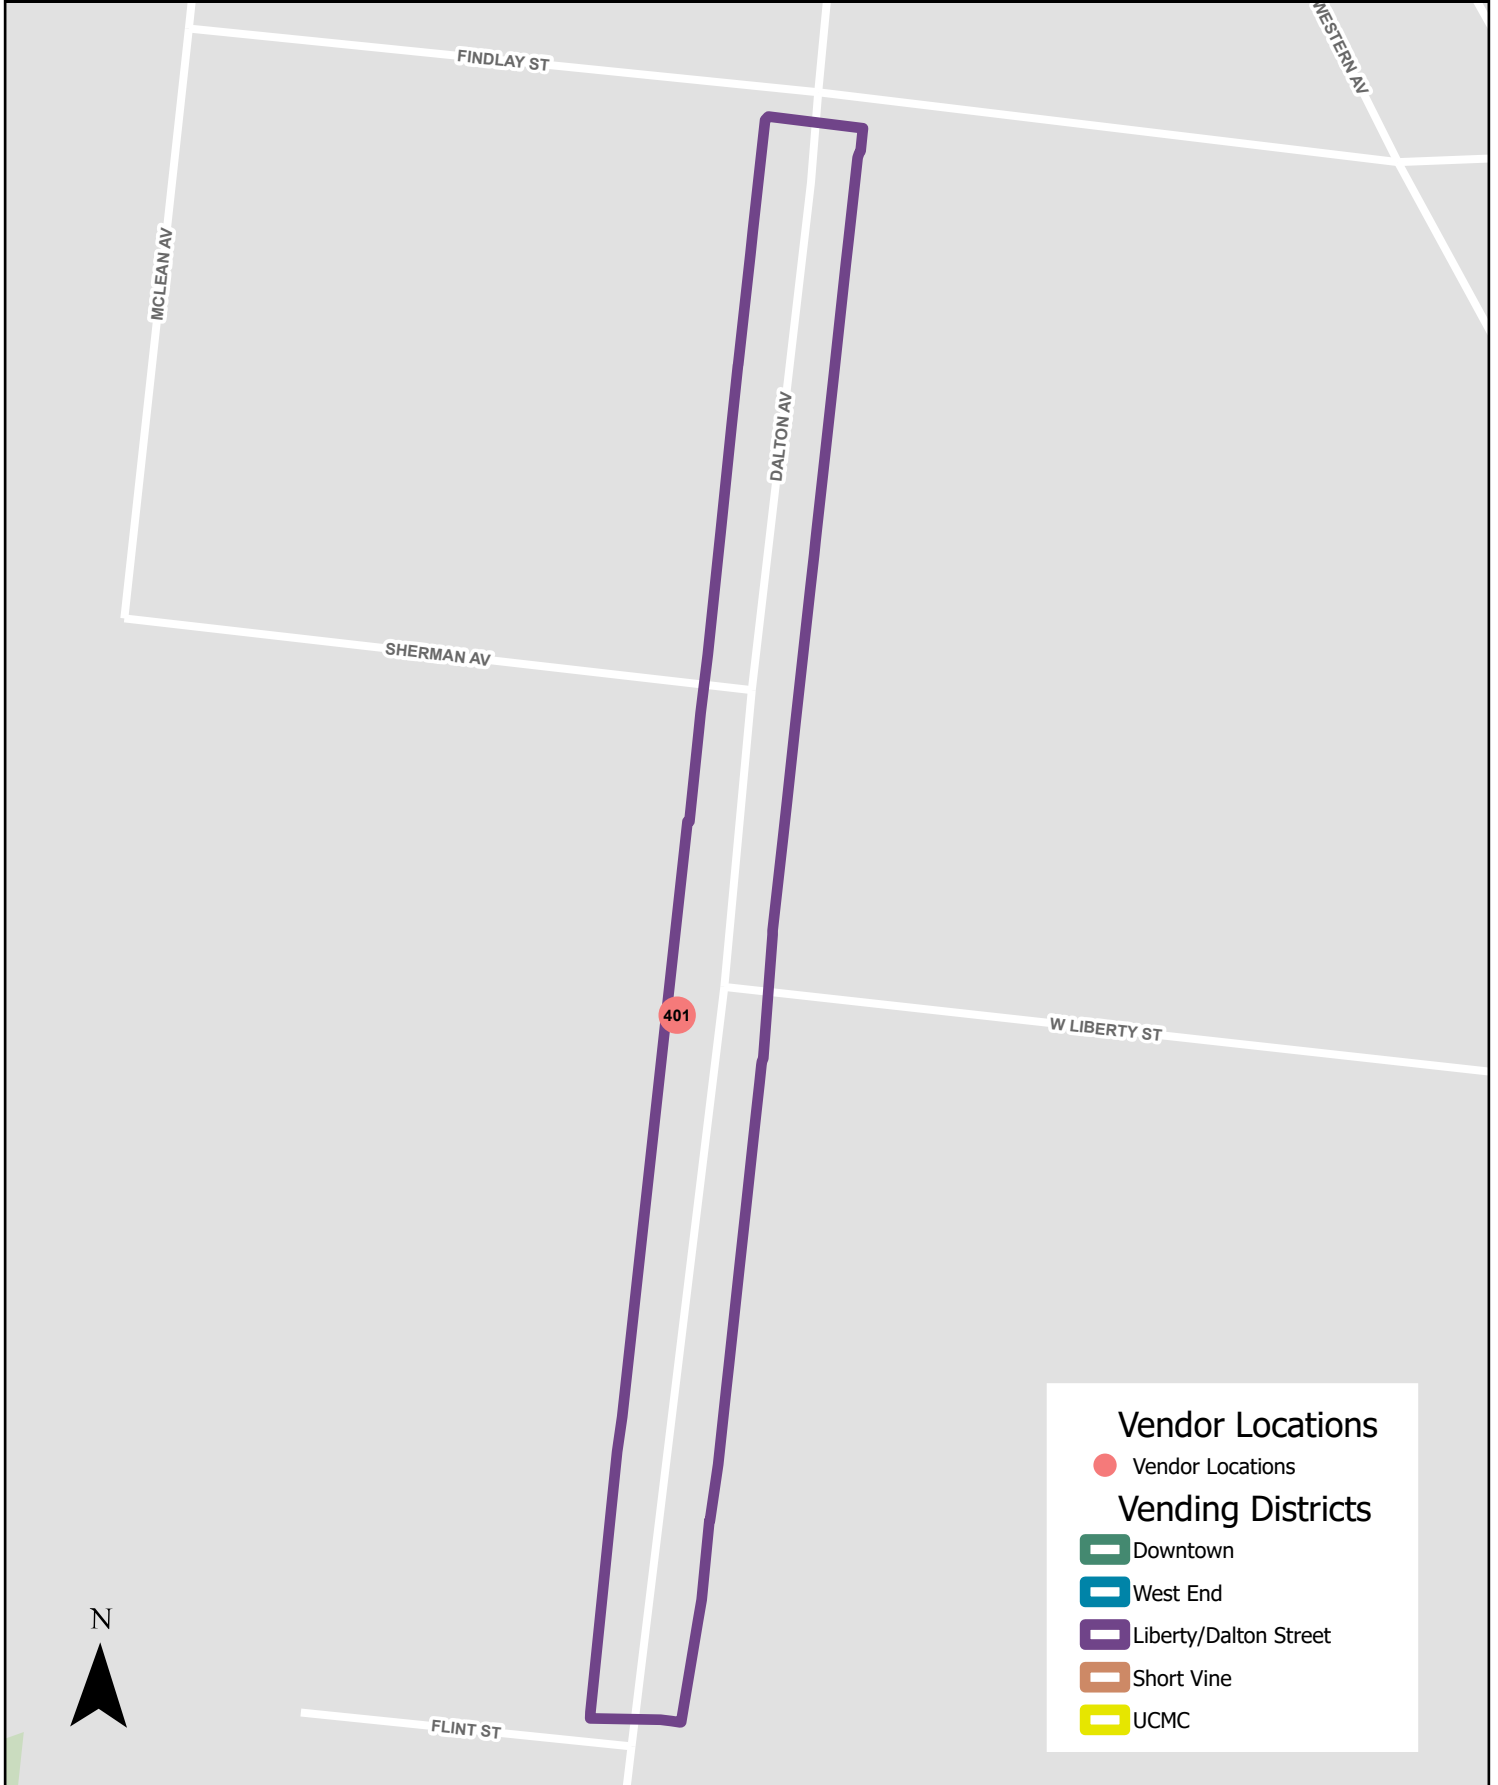 WESTERN AV
FINDLAY ST
MCLEAN AV
DALTON AV
SHERMAN AV
401
W LIBERTY ST
Vendor Locations
Vendor Locations
Vending Districts
Downtown
West End
Liberty/Dalton Street
Short Vine
UCMC
N
FLINT ST